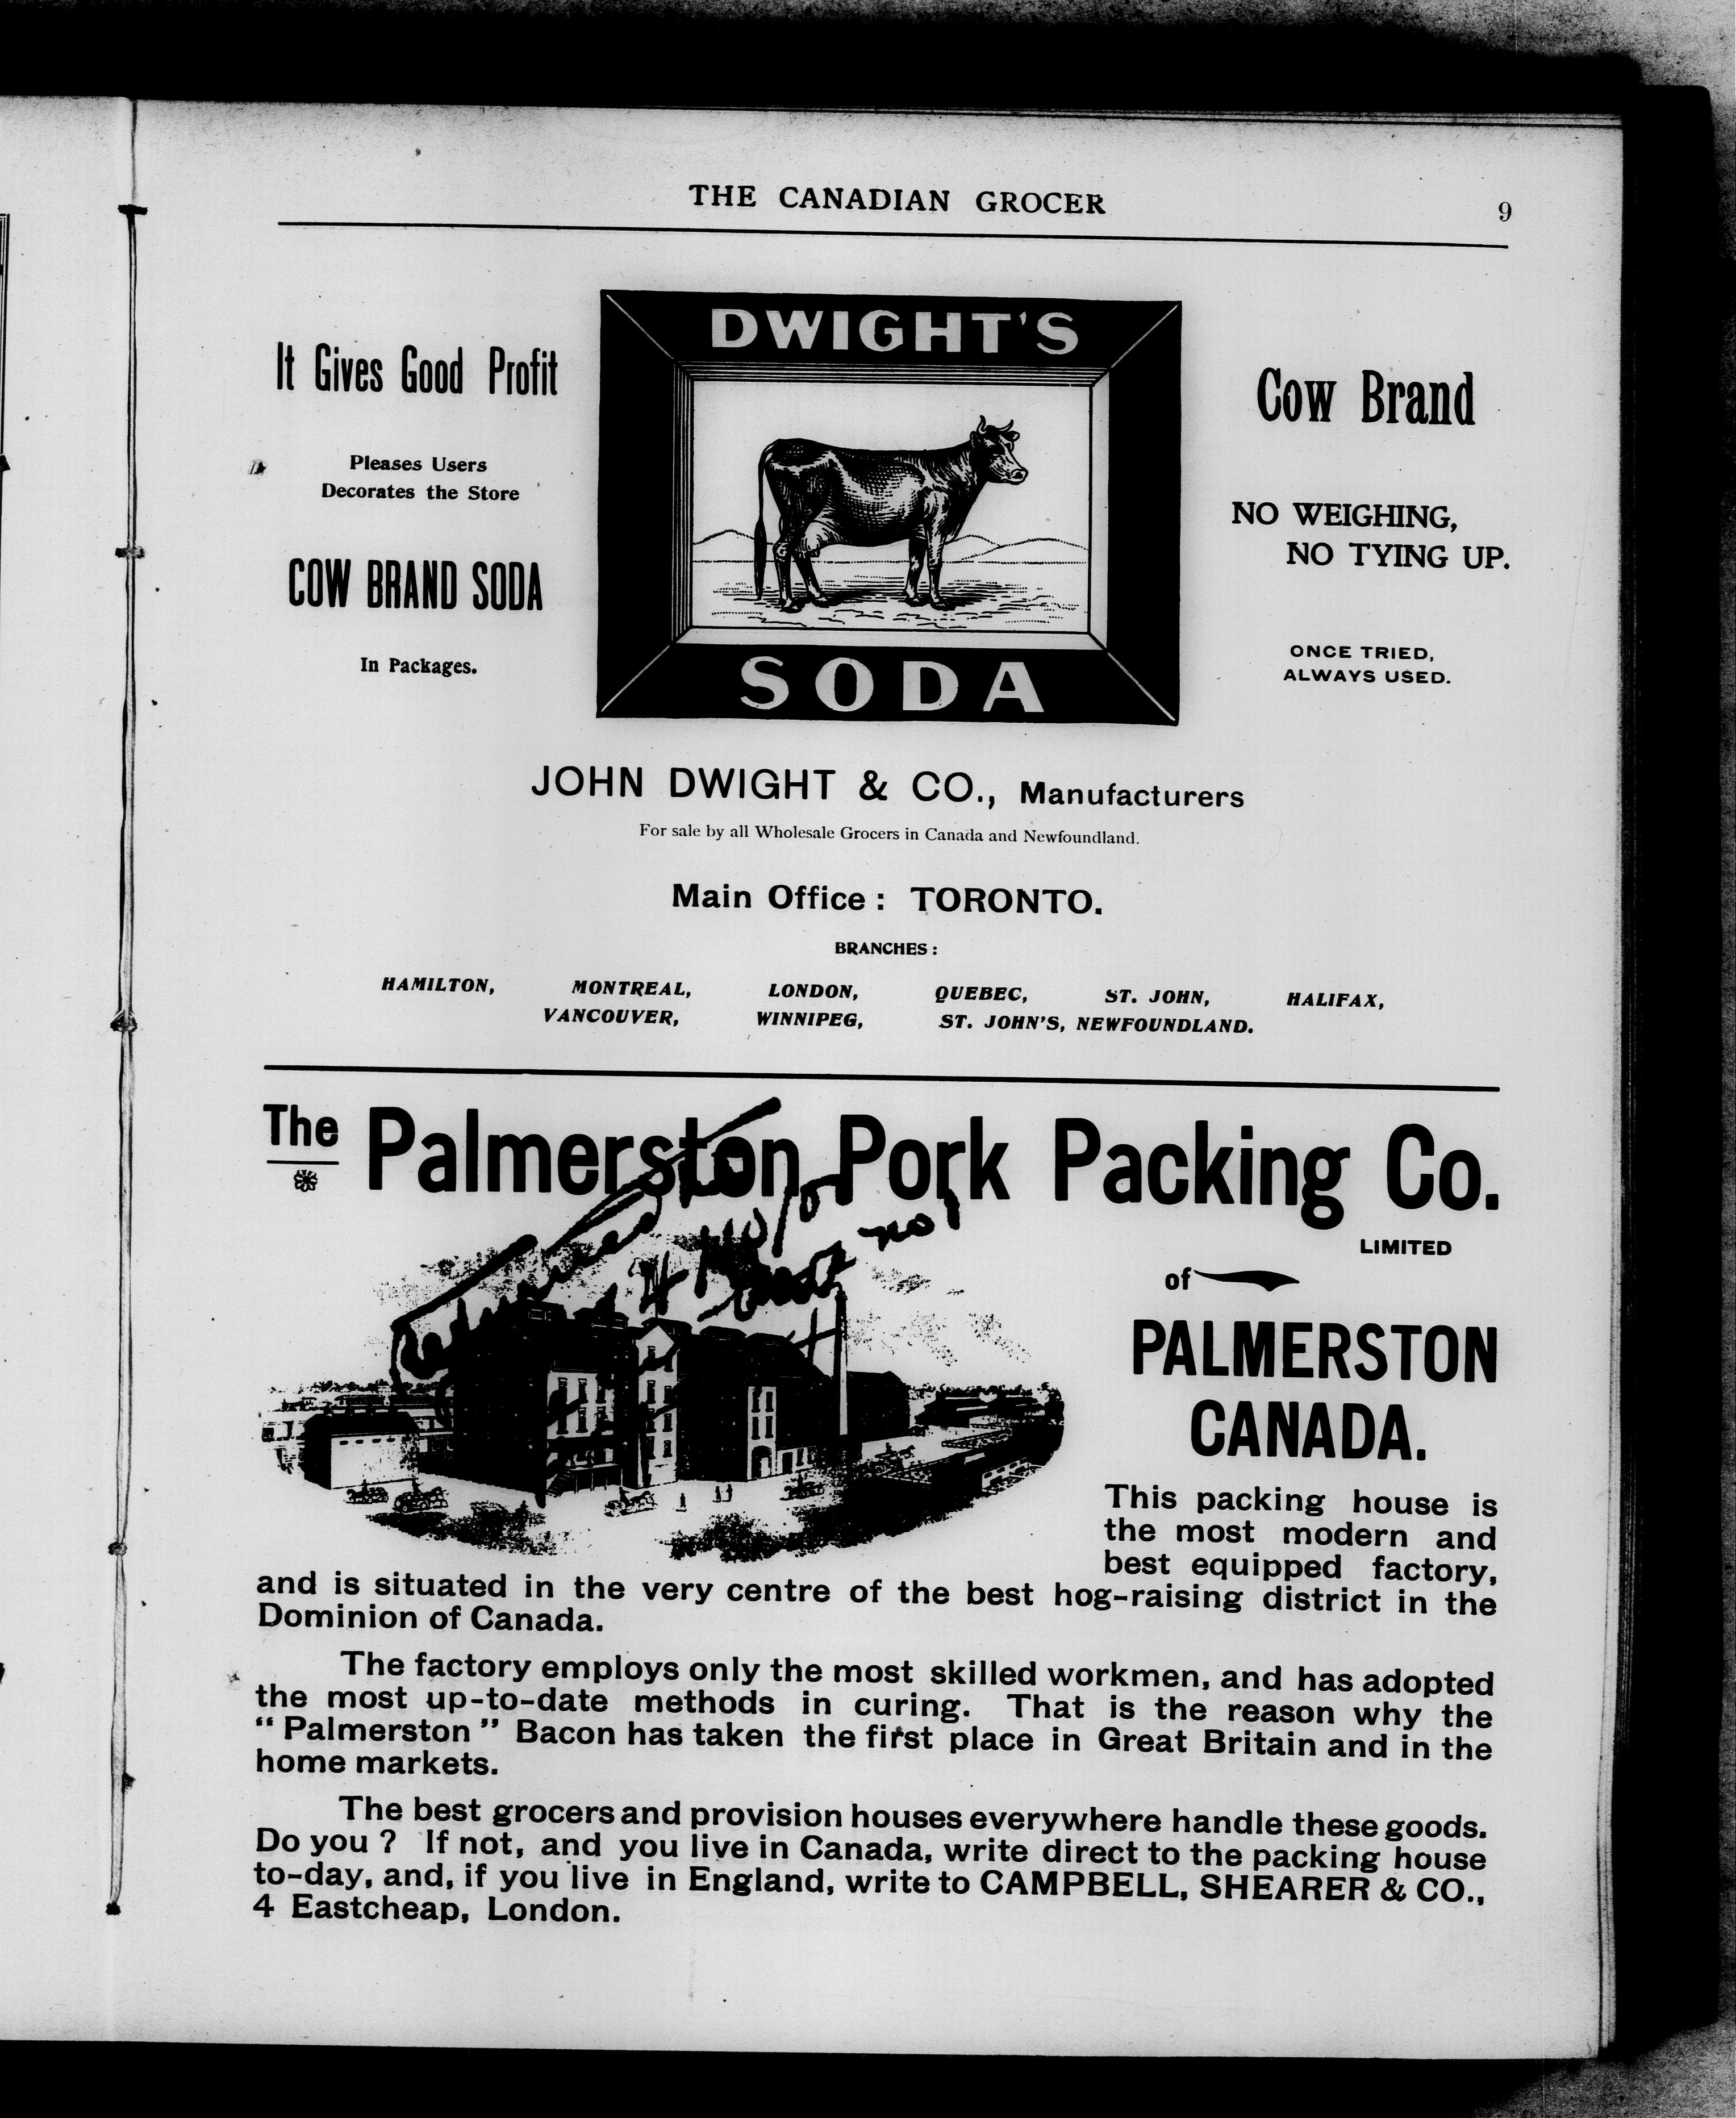 THE CANADIAN GROCER
9
It Gives Good Profit
Pleases Users
Decorates the Store
COW BRAND SODA
In Packages.
DWIGHT'S
SODA
Cow Brand
NO WEIGHING,
NO TYING UP.
ONCE TRIED,
ALWAYS USED.
JOHN DWIGHT & CO., Manufacturers
For sale by all Wholesale Grocers in Canada and Newfoundland.
Main Office: TORONTO.
BRANCHES:
HAMILTON, MONTREAL, LONDON, QUEBEC, ST. JOHN, HALIFAX,
VANCOUVER, WINNIPEG, ST. JOHN'S, NEWFOUNDLAND.
The Palmerston Pork Packing Co.
LIMITED
of
PALMERSTON
CANADA.
This packing house is
the most modern and
best equipped factory,
and is situated in the very centre of the best hog-raising district in the
Dominion of Canada.
The factory employs only the most skilled workmen, and has adopted
the most up-to-date methods in curing. That is the reason why the
"Palmerston" Bacon has taken the first place in Great Britain and in the
home markets.
The best grocers and provision houses everywhere handle these goods.
Do you? If not, and you live in Canada, write direct to the packing house
to-day, and, if you live in England, write to CAMPBELL, SHEARER & CO.,
4 Eastcheap, London.